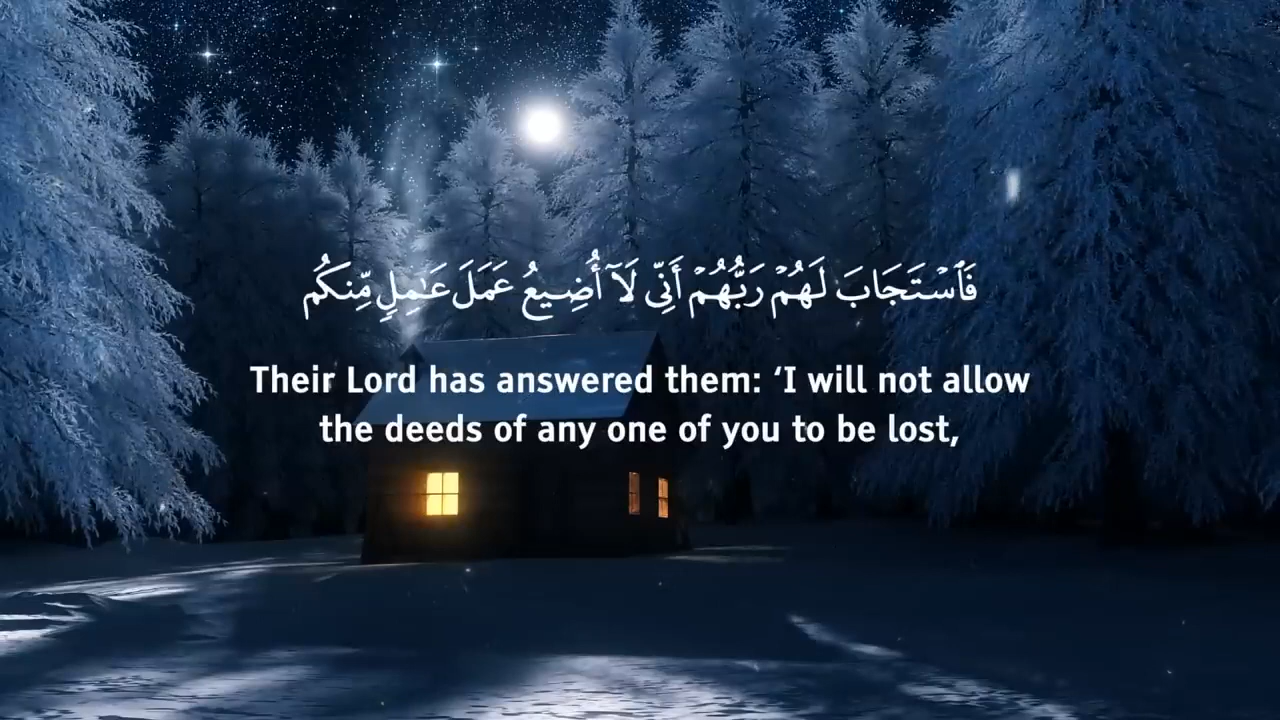 فَٱسۡتَجَابَ لَهُمۡ رَبُّهُمۡ أَنِّي لَآ أُضِيعُ عَمَلَ عَـٰمِلٍ مِّنكُم
Their Lord has answered them: ‘I will not allow
the deeds of any one of you to be lost,